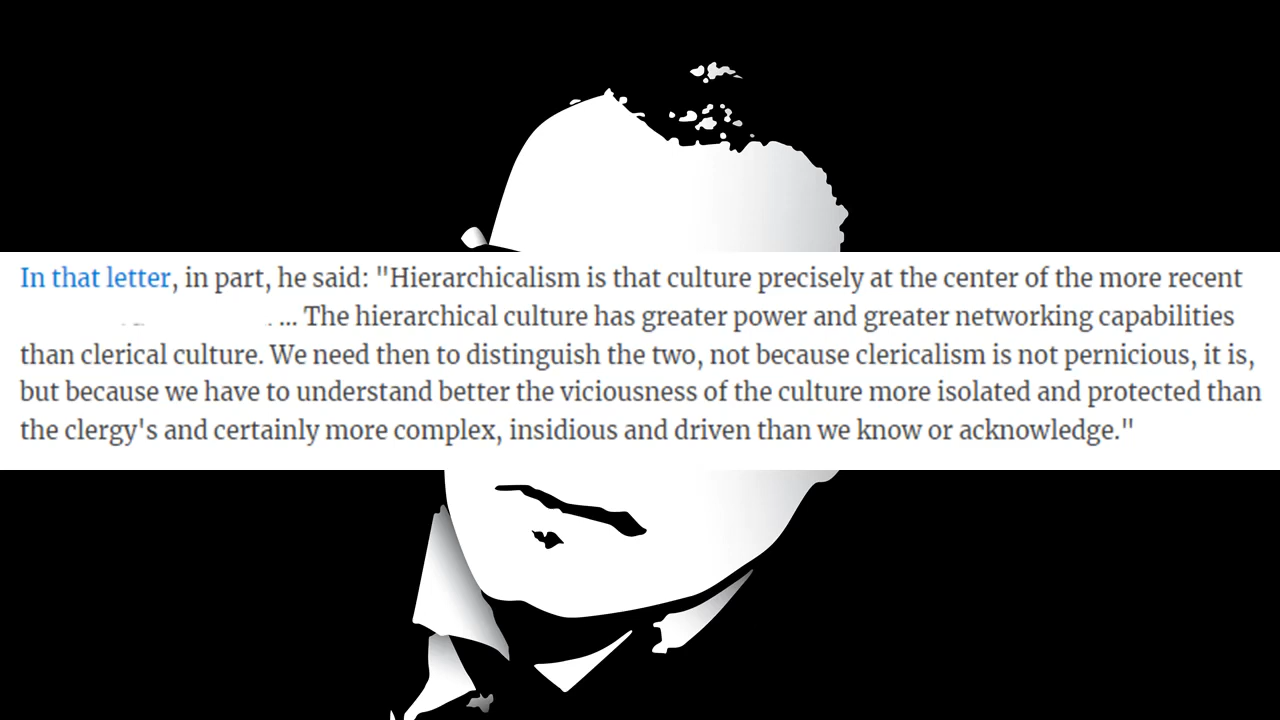 In that letter, in part, he said: "Hierarchicalism is that culture precisely at the center of the more recent
... The hierarchical culture has greater power and greater networking capabilities
than clerical culture. We need then to distinguish the two, not because clericalism is not pernicious, it is,
but because we have to understand better the viciousness of the culture more isolated and protected than
the clergy's and certainly more complex, insidious and driven than we know or acknowledge."